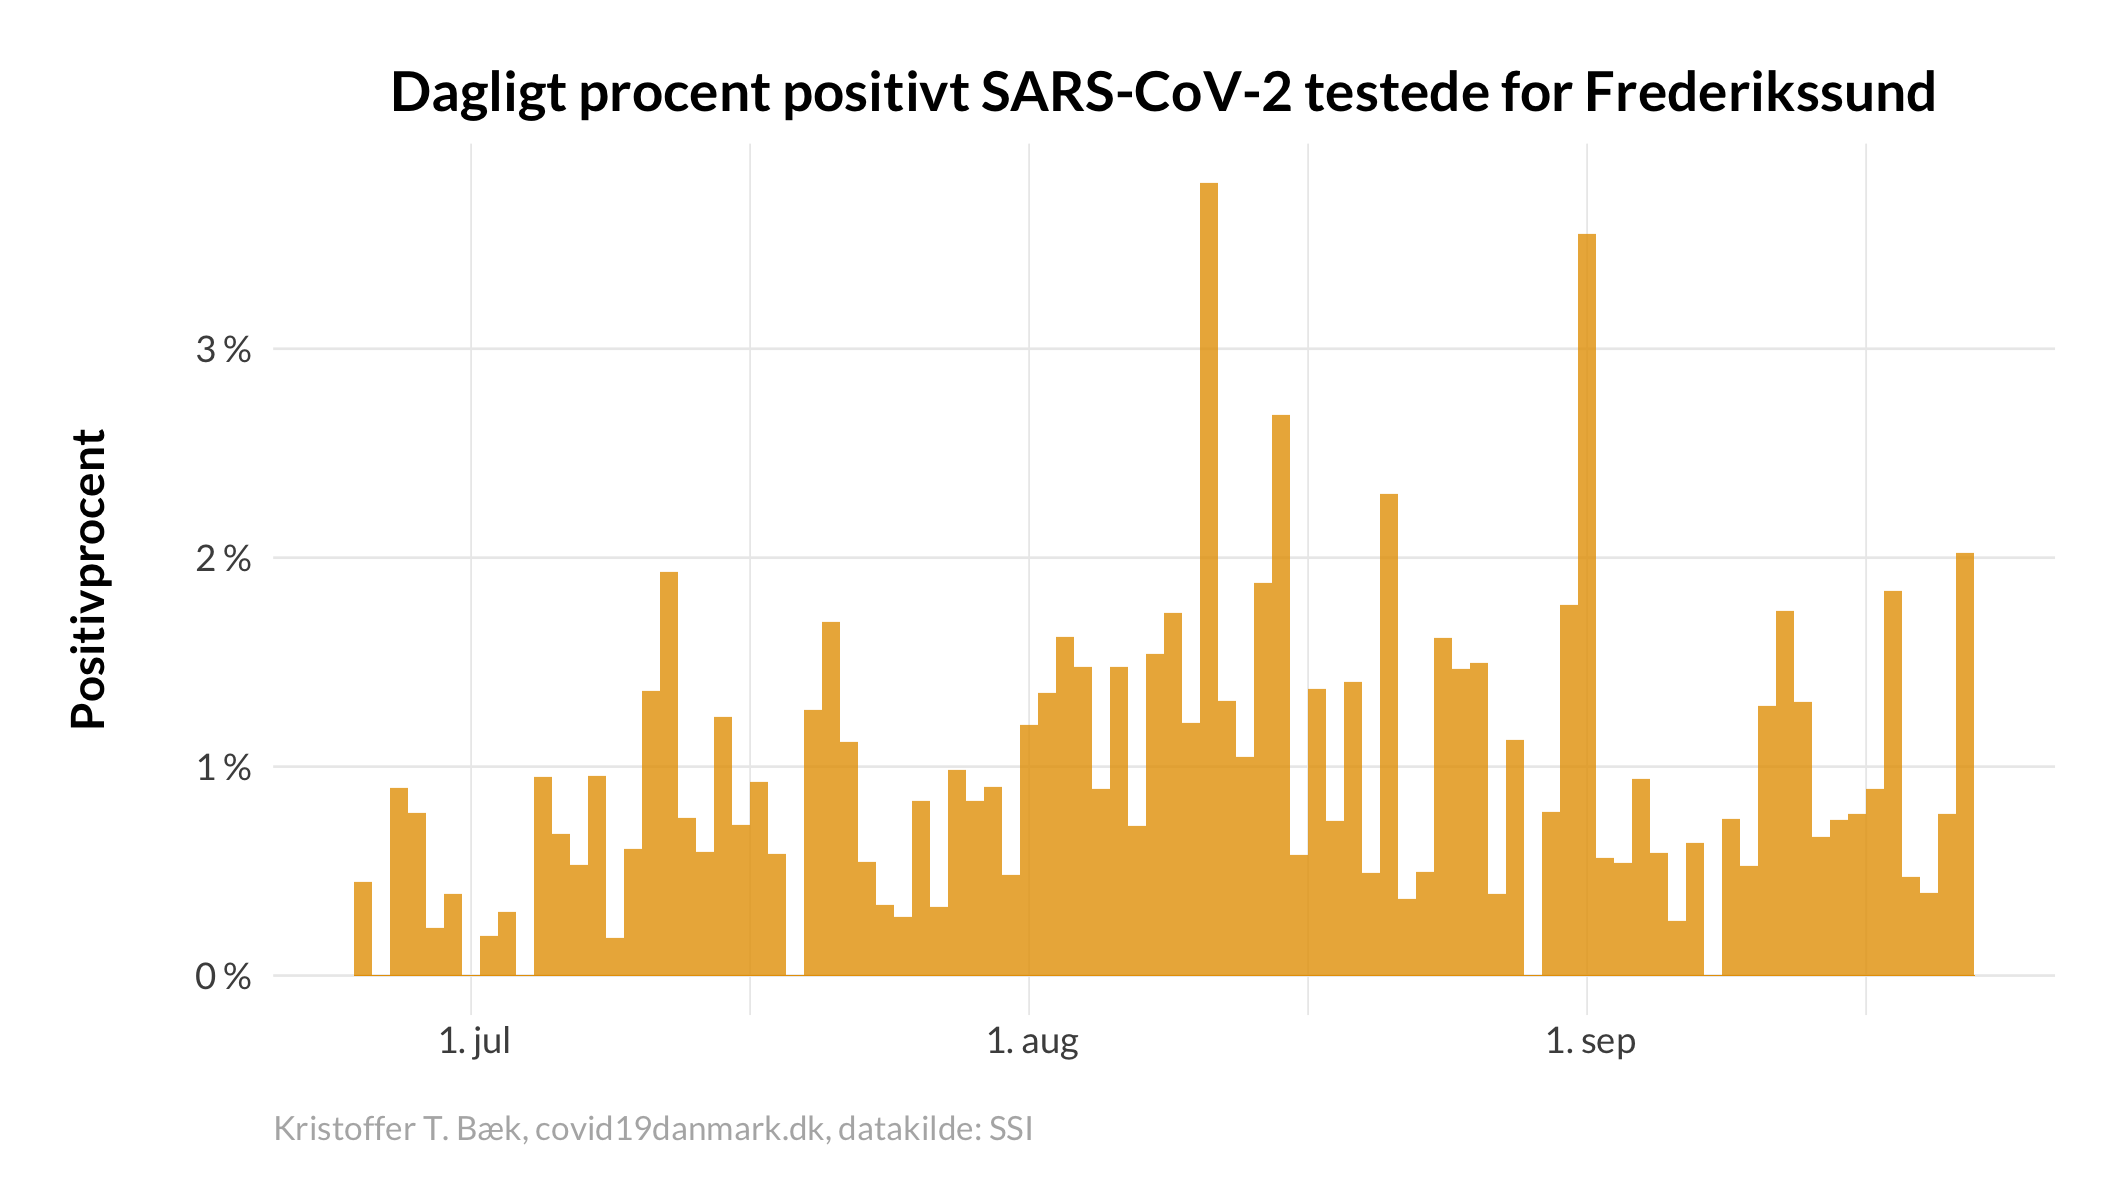 Dagligt procent positivt SARS-CoV-2 testede for Frederikssund
Positivprocent
3 %
2 %
1 %
0 %
1. jul
1. aug
1. sep
Kristoffer T. Bæk, covid19danmark.dk, datakilde: SSI